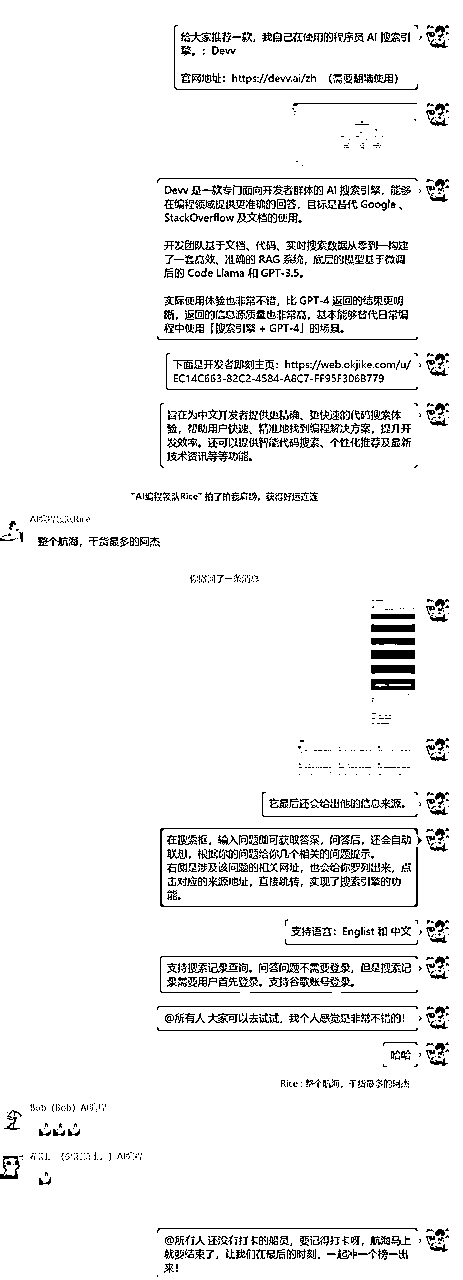 给大家推荐一款，我自己在使用的程序员 AI 搜索引
擎。：Devv
官网地址：https://devv.ai/zh （需要翻墙使用）
Devv 是一款专门面向开发者群体的 AI 搜索引擎，能够
在编程领域提供更准确的回答，目标是替代 Google 、
StackOverflow 及文档的使用。
开发团队基于文档、代码、实时搜索数据从零到一构建
了一套高效、准确的 RAG 系统，底层的模型基于微调
后的 Code Llama 和 GPT-3.5。
实际使用体验也非常不错，比 GPT-4 返回的结果更明
晰，返回的信息源质量也非常高，基本能够替代日常编
程中使用「搜索引擎 + GPT-4」的场景。
下面是开发者即刻主页：https://web.okjike.com/u/
EC14C663-82C2-4584-A6C7-FF95F306B779
旨在为中文开发者提供更精确、更快速的代码搜索体
验，帮助用户快速、精准地找到编程解决方案，提升开
发效率。还可以提供智能代码搜索、个性化推荐及最新
技术资讯等等功能。
"AI编程领队Rice" 拍了拍我肩膀，获得好运连连
AI编程领队Rice
整个航海，干货最多的阿杰
你撤回了一条消息
它最后还会给出他的信息来源。
在搜索框，输入问题即可获取答案，问答后，还会自动
联想，根据你的问题给你几个相关的问题提示。
右侧是涉及该问题的相关网址，也会给你罗列出来，点
击对应的来源地址，直接跳转，实现了搜索引擎的功
能。
支持语言：Englist 和 中文
支持搜索记录查询。问答问题不需要登录，但是搜索记
录需要用户首先登录。支持谷歌账号登录。
@所有人 大家可以去试试，我个人感觉是非常不错的！
哈哈
Rice : 整个航海，干货最多的阿杰
Bob (Bob) AI编程
AI编程
@所有人 还没有打卡的船员，要记得打卡呀，航海马上
就要结束了，让我们在最后的时刻，一起冲一个榜一出
来！